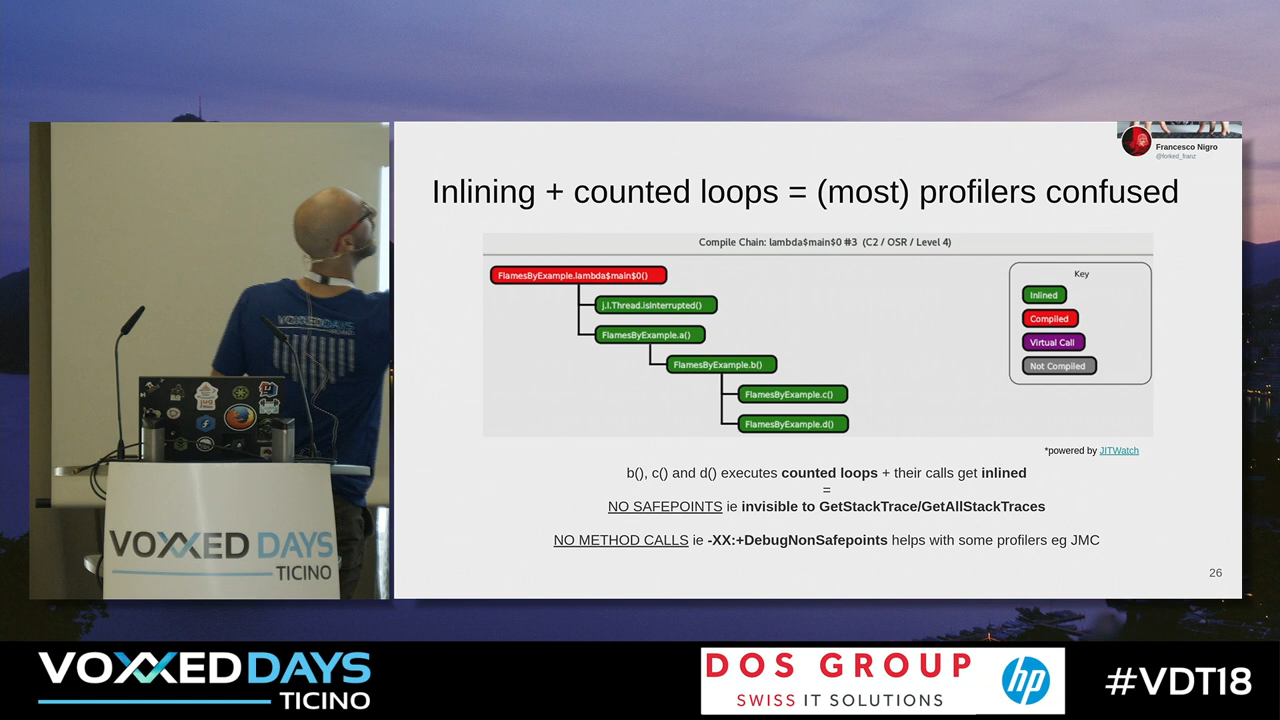 Francesco Nigro
@forked_franz
Inlining + counted loops = (most) profilers confused
Compile Chain: lambda$main$0 #3 (C2 / OSR / Level 4)
FlamesByExample.lambda$main$0()
j.l.Thread.isInterrupted()
FlamesByExample.a()
FlamesByExample.b()
FlamesByExample.c()
FlamesByExample.d()
Key
Inlined
Compiled
Virtual Call
Not Compiled
*powered by JITWatch
b(), c() and d() executes counted loops + their calls get inlined
=
NO SAFEPOINTS ie invisible to GetStackTrace/GetAllStackTraces
NO METHOD CALLS ie -XX:+DebugNonSafepoints helps with some profilers eg JMC
26
VOXXED DAYS
VOXXED DAYS
TICINO
VOXXED DAYS
TICINO
DOS GROUP
SWISS IT SOLUTIONS
hp
#VDT18